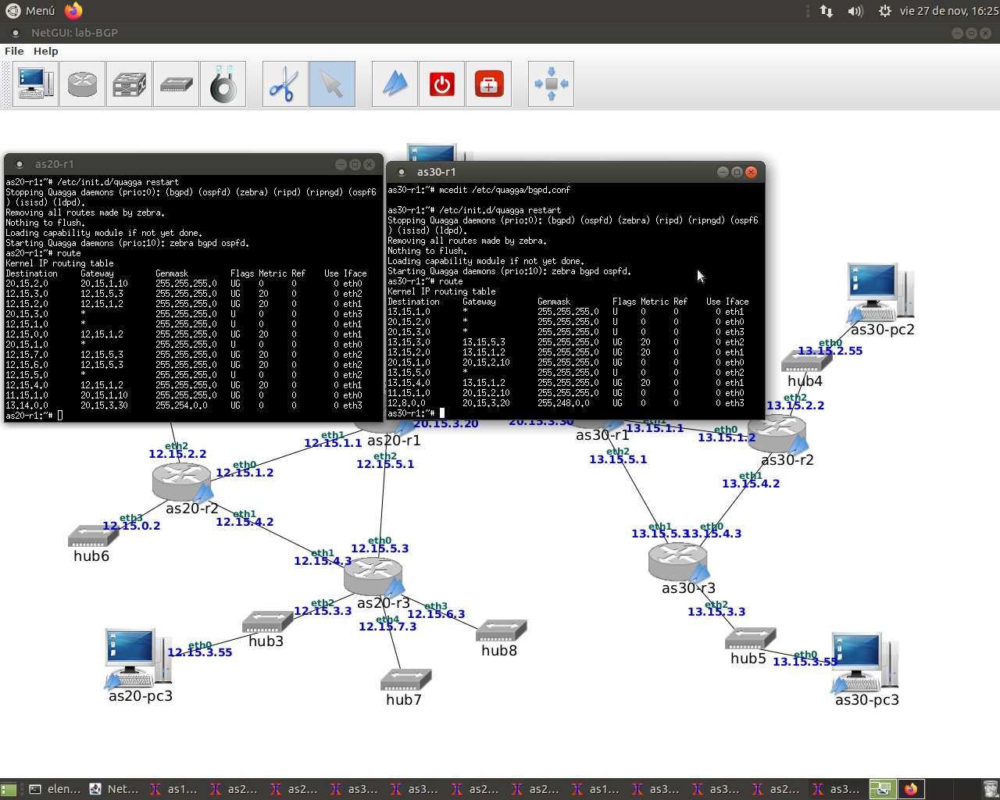 Menú
vie 27 de nov, 16:25
NetGUI: lab-BGP
File Help
as20-r1
as20-r1:~# /etc/init.d/quagga restart
Stopping Quagga daemons (prio:0): (bgpd) (ospfd) (zebra) (ripd) (ripngd) (ospf6
) (isisd) (ldpd).
Removing all routes made by zebra.
Nothing to flush.
Loading capability module if not yet done.
Starting Quagga daemons (prio:10): zebra bgpd ospfd.
as20-r1:~# route
Kernel IP routing table
Destination Gateway Genmask Flags Metric Ref Use Iface
20.15.2.0 20.15.1.10 255.255.255.0 UG 0 0 0 eth0
12.15.3.0 12.15.5.3 255.255.255.0 UG 20 0 0 eth2
12.15.2.0 12.15.1.2 255.255.255.0 UG 20 0 0 eth1
20.15.3.0 * 255.255.255.0 U 0 0 0 eth3
12.15.1.0 * 255.255.255.0 U 0 0 0 eth1
12.15.0.0 12.15.1.2 255.255.255.0 UG 20 0 0 eth1
20.15.1.0 * 255.255.255.0 U 0 0 0 eth0
12.15.7.0 12.15.5.3 255.255.255.0 UG 20 0 0 eth2
12.15.6.0 12.15.5.3 255.255.255.0 UG 20 0 0 eth2
12.15.5.0 * 255.255.255.0 U 0 0 0 eth2
12.15.4.0 12.15.1.2 255.255.255.0 UG 20 0 0 eth1
11.15.1.0 20.15.1.10 255.255.255.0 UG 0 0 0 eth0
13.14.0.0 20.15.3.30 255.254.0.0 UG 0 0 0 eth3
as20-r1:~#
as30-r1
as30-r1:~# mcedit /etc/quagga/bgpd.conf
as30-r1:~# /etc/init.d/quagga restart
Stopping Quagga daemons (prio:0): (bgpd) (ospfd) (zebra) (ripd) (ripngd) (ospf6
) (isisd) (ldpd).
Removing all routes made by zebra.
Nothing to flush.
Loading capability module if not yet done.
Starting Quagga daemons (prio:10): zebra bgpd ospfd.
as30-r1:~# route
Kernel IP routing table
Destination Gateway Genmask Flags Metric Ref Use Iface
13.15.1.0 * 255.255.255.0 U 0 0 0 eth1
20.15.2.0 * 255.255.255.0 U 0 0 0 eth0
20.15.3.0 * 255.255.255.0 U 0 0 0 eth3
13.15.3.0 13.15.5.3 255.255.255.0 UG 20 0 0 eth2
13.15.2.0 13.15.1.2 255.255.255.0 UG 20 0 0 eth1
20.15.1.0 20.15.2.10 255.255.255.0 UG 0 0 0 eth0
13.15.5.0 * 255.255.255.0 U 0 0 0 eth2
13.15.4.0 13.15.1.2 255.255.255.0 UG 20 0 0 eth1
11.15.1.0 20.15.2.10 255.255.255.0 UG 0 0 0 eth0
12.8.0.0 20.15.3.20 255.248.0.0 UG 0 0 0 eth3
as30-r1:~#
as30-pc2
eth0
13.15.2.55
hub4
eth2
13.15.2.2
20.15.3.20
20.15.3.30
eth1
13.15.1.1
eth0
13.15.1.2
as20-r1
as30-r1
as30-r2
eth1
12.15.1.1
eth2
12.15.2.2
eth2
12.15.5.1
eth2
13.15.5.1
eth0
12.15.1.2
eth1
13.15.4.2
as20-r2
eth1
12.15.4.2
eth3
12.15.0.2
hub6
eth0
12.15.5.3
eth1
12.15.4.3
eth1
13.15.5.3
eth0
13.15.4.3
as20-r3
as30-r3
eth2
12.15.3.3
eth3
12.15.6.3
eth4
12.15.7.3
eth2
13.15.3.3
hub3
hub8
hub5
eth0
12.15.3.55
eth0
13.15.3.55
as20-pc3
hub7
as30-pc3
elen...
Net...
as1...
as2...
as2...
as3...
as3...
as2...
as2...
as1...
as3...
as3...
as2...
as3...